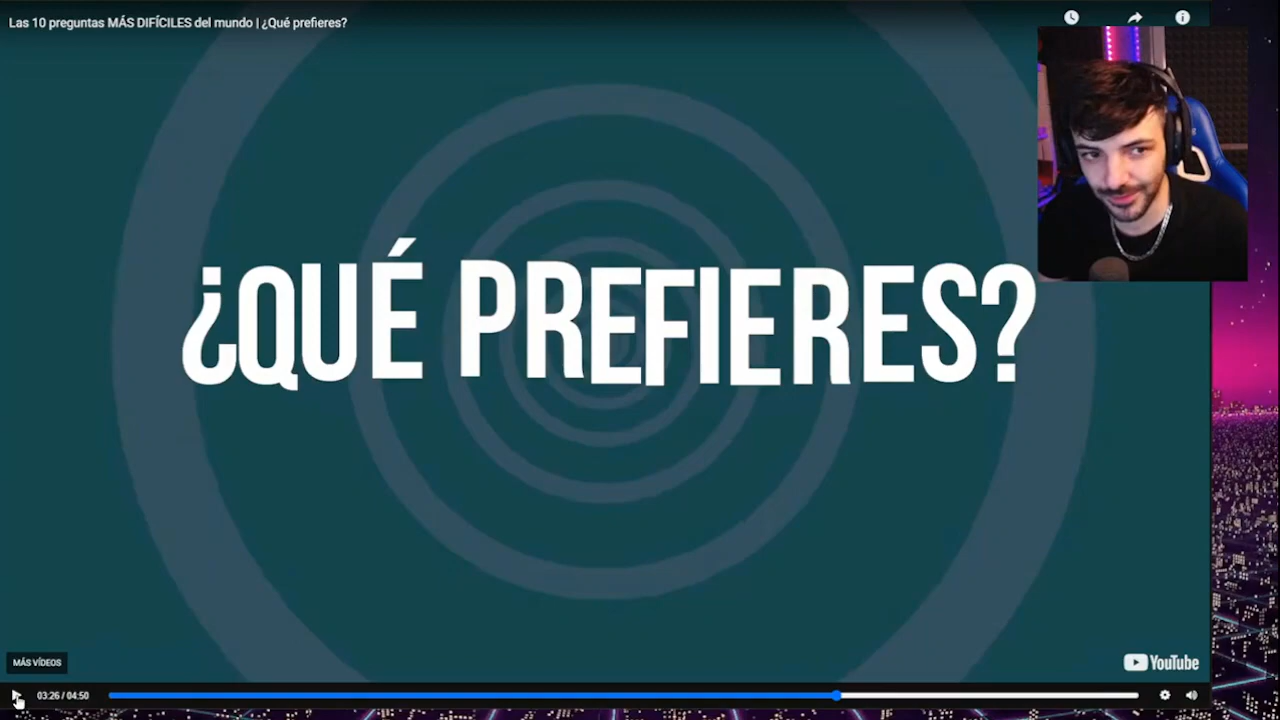 Las 10 preguntas MÁS DIFÍCILES del mundo | ¿Qué prefieres?
¿QUÉ PREFIERES?
MÁS VÍDEOS
YouTube
03:26 / 04:50